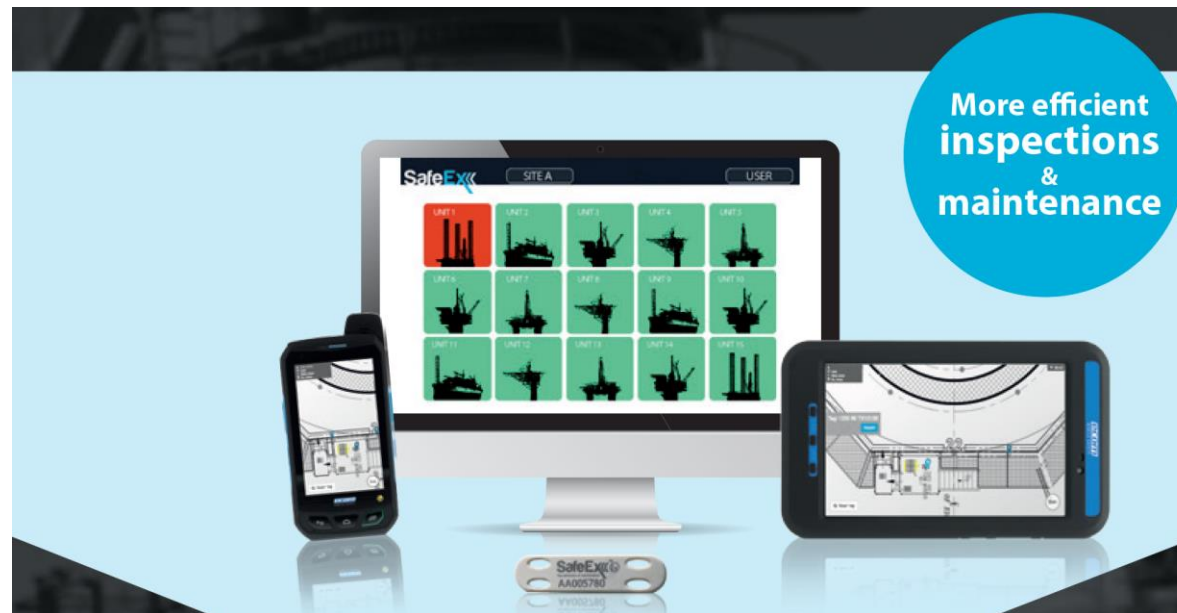 More efficient
inspections
&
maintenance
SafeEx
SITE A
USER
UNIT 1
UNIT 2
UNIT 3
UNIT 4
UNIT 5
UNIT 6
UNIT 7
UNIT 8
UNIT 9
UNIT 10
UNIT 11
UNIT 12
UNIT 13
UNIT 14
UNIT 15
SafeEx
AA005780